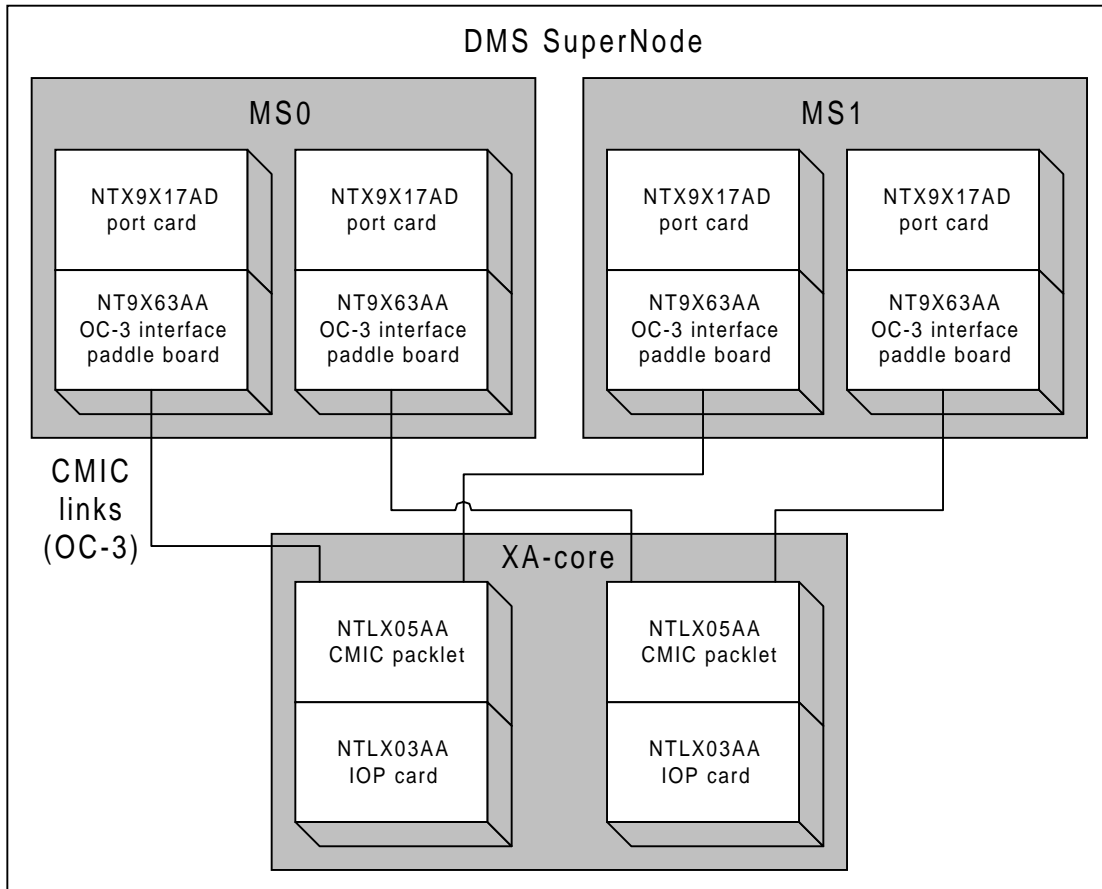 DMS SuperNode
MS0
NTX9X17AD
port card
NT9X63AA
OC-3 interface
paddle board
NTX9X17AD
port card
NT9X63AA
OC-3 interface
paddle board
MS1
NTX9X17AD
port card
NT9X63AA
OC-3 interface
paddle board
NTX9X17AD
port card
NT9X63AA
OC-3 interface
paddle board
CMIC
links
(OC-3)
XA-core
NTLX05AA
CMIC packlet
NTLX03AA
IOP card
NTLX05AA
CMIC packlet
NTLX03AA
IOP card